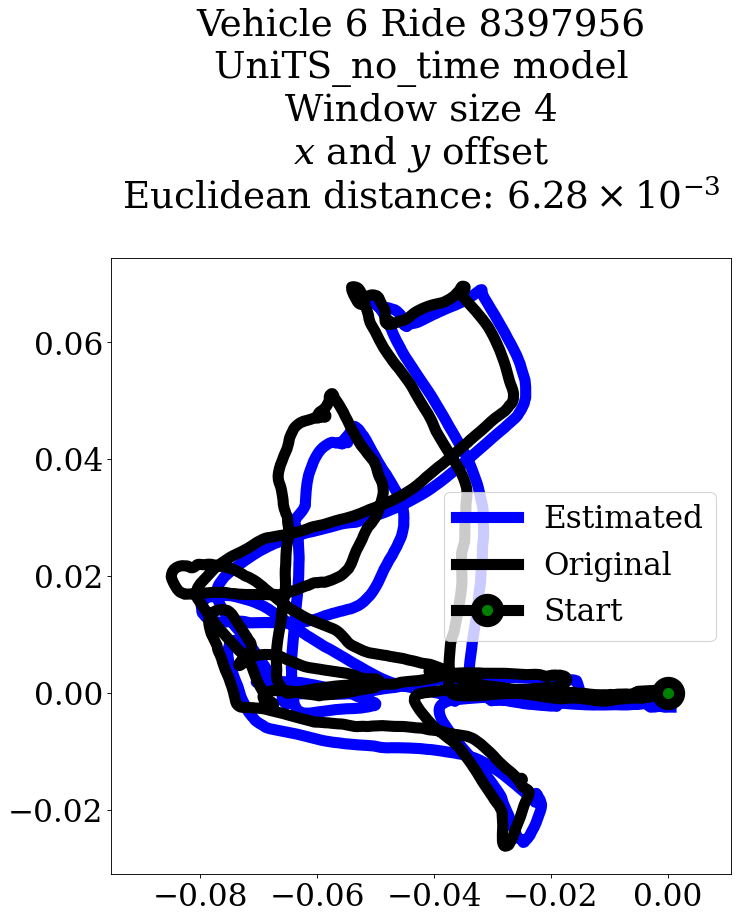 Vehicle 6 Ride 8397956
UniTS_no_time model
Window size 4
x and y offset
Euclidean distance: 6.28 × 10⁻³
0.06
0.04
0.02
0.00
−0.02
Estimated
Original
Start
−0.08 −0.06 −0.04 −0.02 0.00